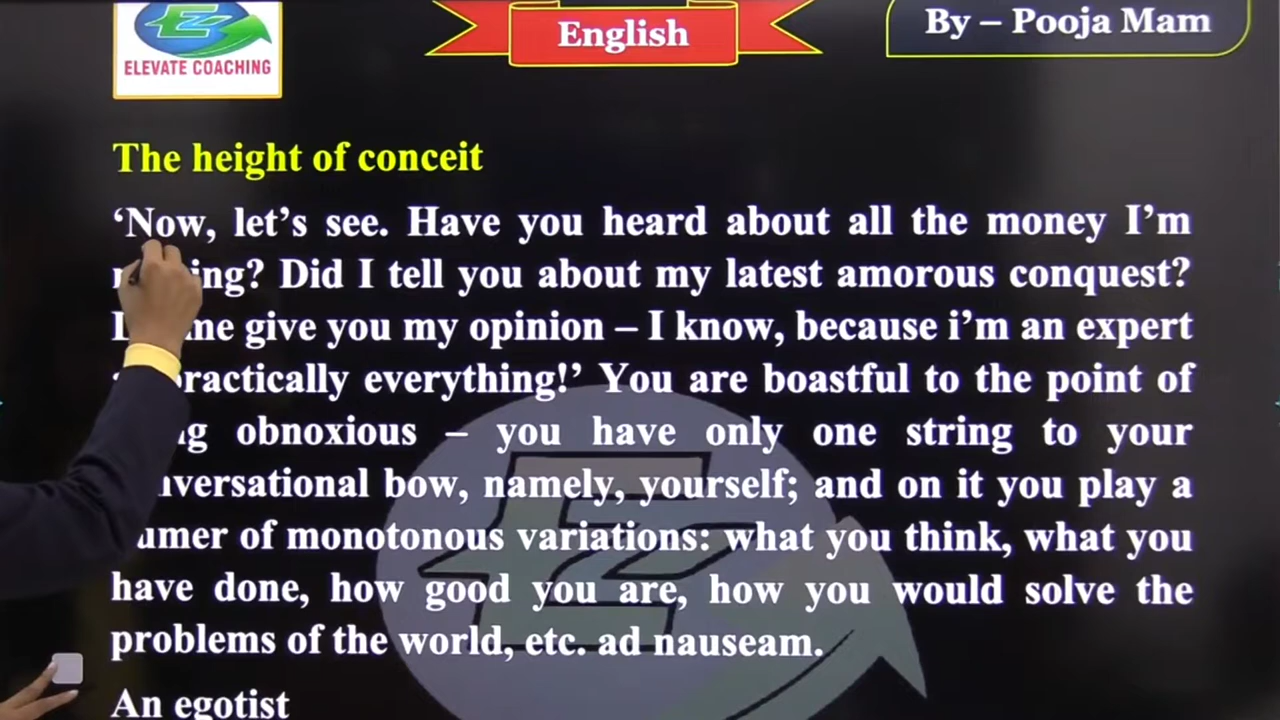 ELEVATE COACHING
English
By – Pooja Mam
The height of conceit
‘Now, let’s see. Have you heard about all the money I’m
? Did I tell you about my latest amorous conquest?
me give you my opinion – I know, because i’m an expert
practically everything!’ You are boastful to the point of
obnoxious – you have only one string to your
bow, namely, yourself; and on it you play a
of monotonous variations: what you think, what you
have done, how good you are, how you would solve the
problems of the world, etc. ad nauseam.
An egotist